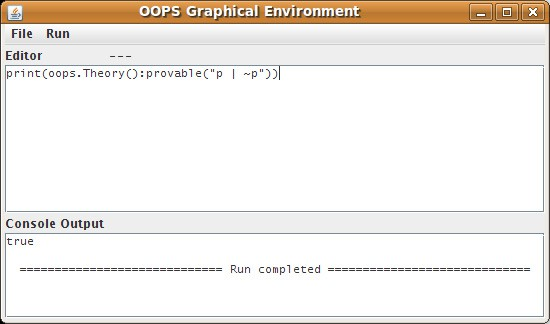 OOPS Graphical Environment
File Run
Editor ---
print(oops.Theory():provable("p | ~p"))
Console Output
true
============================= Run completed =============================